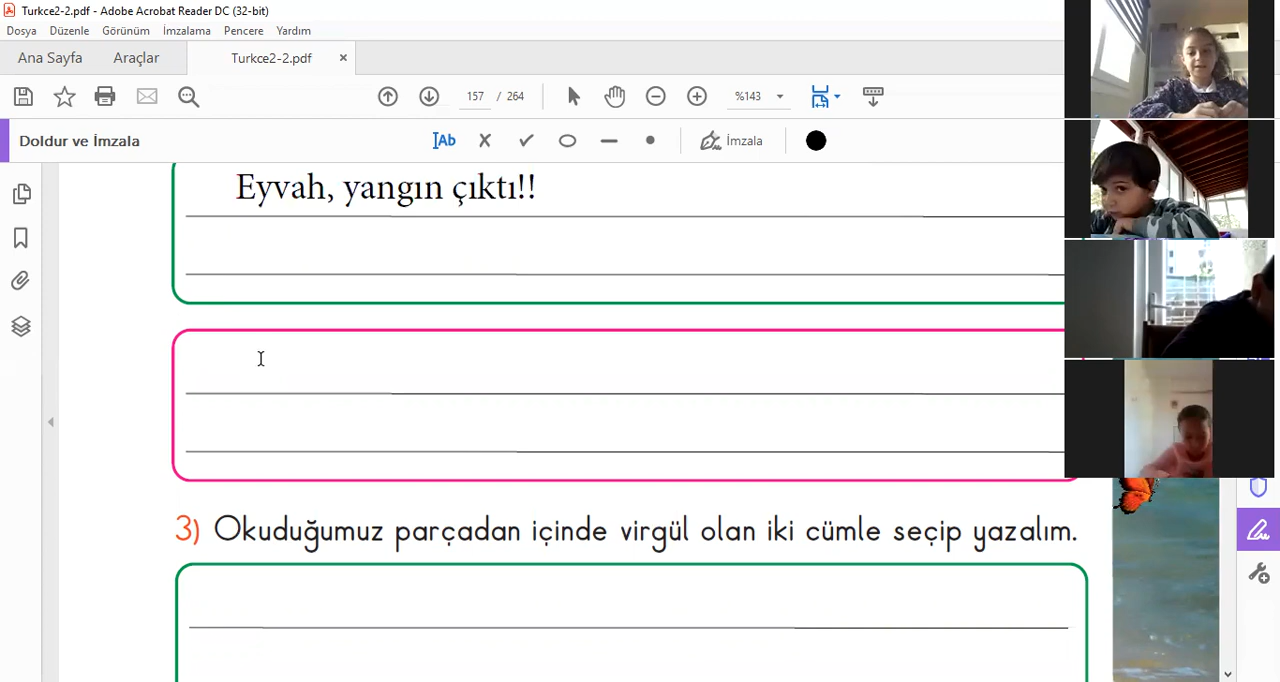 Turkce2-2.pdf - Adobe Acrobat Reader DC (32-bit)
Dosya Düzenle Görünüm İmzalama Pencere Yardım
Ana Sayfa Araçlar Turkce2-2.pdf ×
157 / 264 %143
Doldur ve İmzala IAb İmzala
Eyvah, yangın çıktı!!
3) Okuduğumuz parçadan içinde virgül olan iki cümle seçip yazalım.